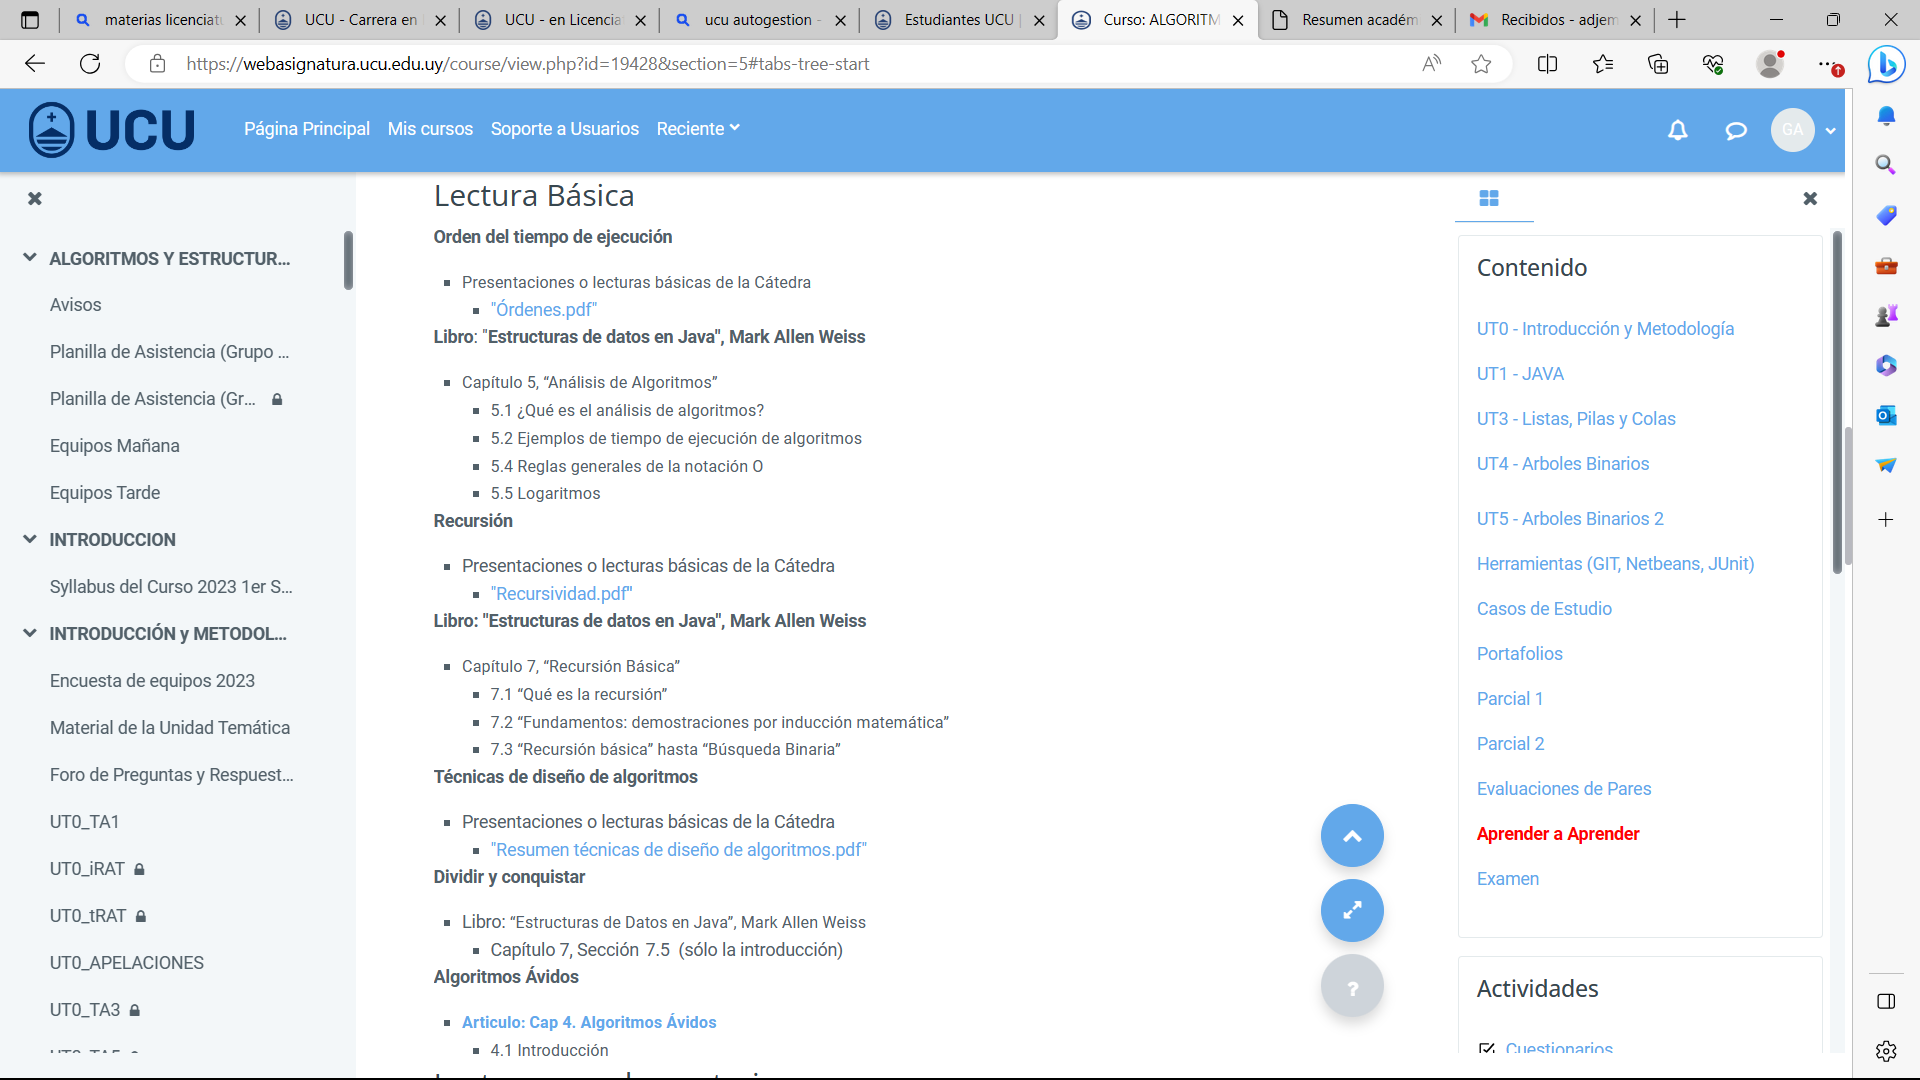 materias licenciatu
UCU - Carrera en
UCU - en Licencia
ucu autogestion -
Estudiantes UCU |
Curso: ALGORITM
Resumen académ
Recibidos - adjem
https://webasignatura.ucu.edu.uy/course/view.php?id=19428&section=5#tabs-tree-start
UCU
Página Principal
Mis cursos
Soporte a Usuarios
Reciente
GA
ALGORITMOS Y ESTRUCTUR...
Avisos
Planilla de Asistencia (Grupo ...
Planilla de Asistencia (Gr...
Equipos Mañana
Equipos Tarde
INTRODUCCION
Syllabus del Curso 2023 1er S...
INTRODUCCIÓN y METODOL...
Encuesta de equipos 2023
Material de la Unidad Temática
Foro de Preguntas y Respuest...
UT0_TA1
UT0_iRAT
UT0_tRAT
UT0_APELACIONES
UT0_TA3
Lectura Básica
Orden del tiempo de ejecución
Presentaciones o lecturas básicas de la Cátedra
"Órdenes.pdf"
Libro: "Estructuras de datos en Java", Mark Allen Weiss
Capítulo 5, “Análisis de Algoritmos”
5.1 ¿Qué es el análisis de algoritmos?
5.2 Ejemplos de tiempo de ejecución de algoritmos
5.4 Reglas generales de la notación O
5.5 Logaritmos
Recursión
Presentaciones o lecturas básicas de la Cátedra
"Recursividad.pdf"
Libro: "Estructuras de datos en Java", Mark Allen Weiss
Capítulo 7, “Recursión Básica”
7.1 “Qué es la recursión”
7.2 “Fundamentos: demostraciones por inducción matemática”
7.3 “Recursión básica” hasta “Búsqueda Binaria”
Técnicas de diseño de algoritmos
Presentaciones o lecturas básicas de la Cátedra
"Resumen técnicas de diseño de algoritmos.pdf"
Dividir y conquistar
Libro: “Estructuras de Datos en Java”, Mark Allen Weiss
Capítulo 7, Sección 7.5 (sólo la introducción)
Algoritmos Ávidos
Articulo: Cap 4. Algoritmos Ávidos
4.1 Introducción
?
Contenido
UT0 - Introducción y Metodología
UT1 - JAVA
UT3 - Listas, Pilas y Colas
UT4 - Arboles Binarios
UT5 - Arboles Binarios 2
Herramientas (GIT, Netbeans, JUnit)
Casos de Estudio
Portafolios
Parcial 1
Parcial 2
Evaluaciones de Pares
Aprender a Aprender
Examen
Actividades
Cuestionarios